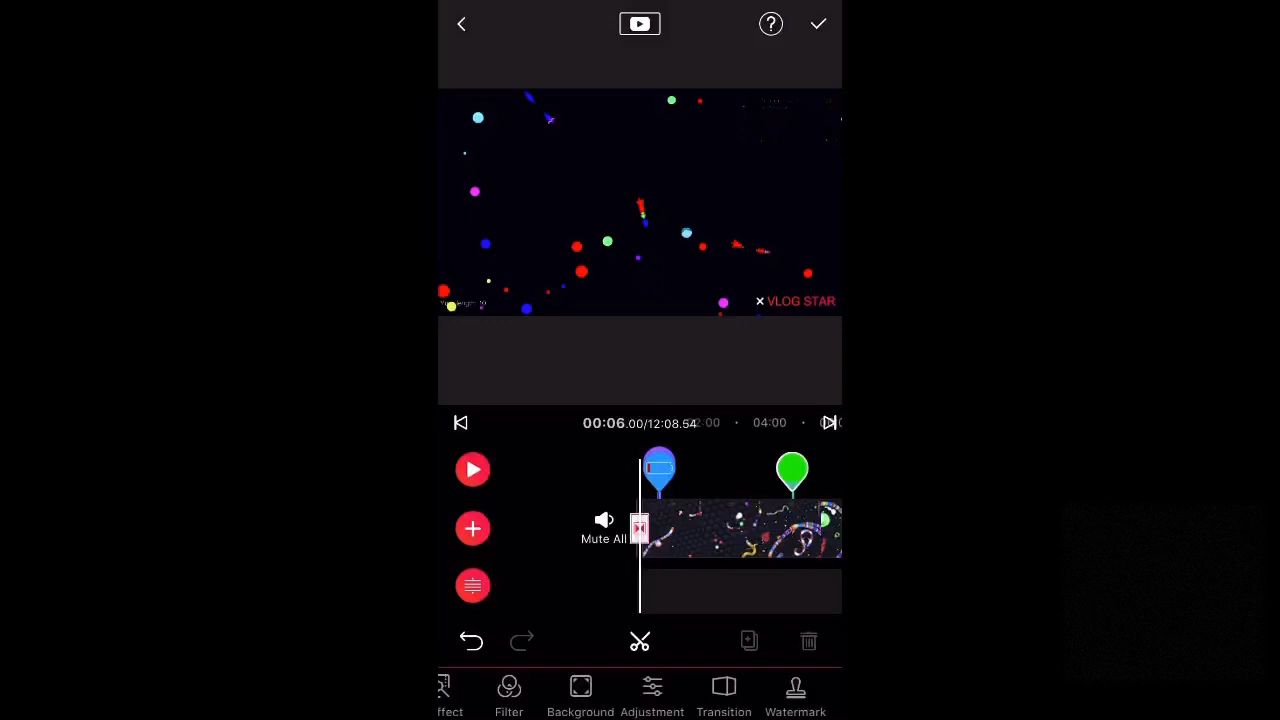 ?
× VLOG STAR
00:06.00/12:08.54
04:00
Mute All
ffect
Filter
Background
Adjustment
Transition
Watermark